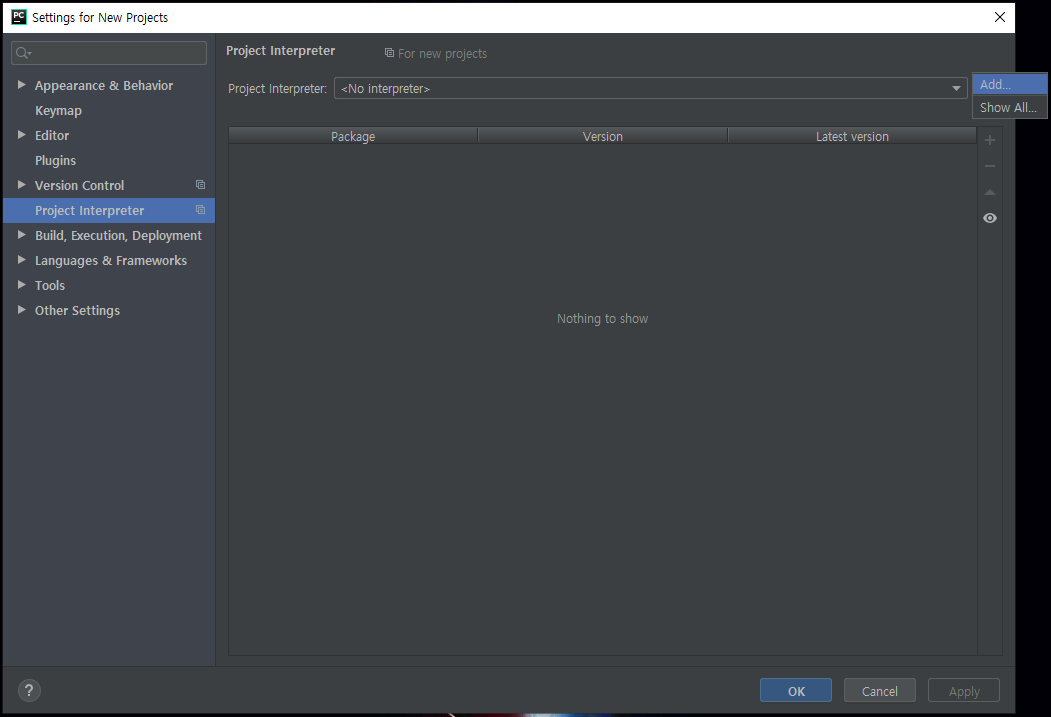 PC
Settings for New Projects
Appearance & Behavior
Keymap
Editor
Plugins
Version Control
Project Interpreter
Build, Execution, Deployment
Languages & Frameworks
Tools
Other Settings
Project Interpreter
For new projects
Project Interpreter: <No interpreter>
Add...
Show All...
Package Version Latest version
Nothing to show
?
OK Cancel Apply